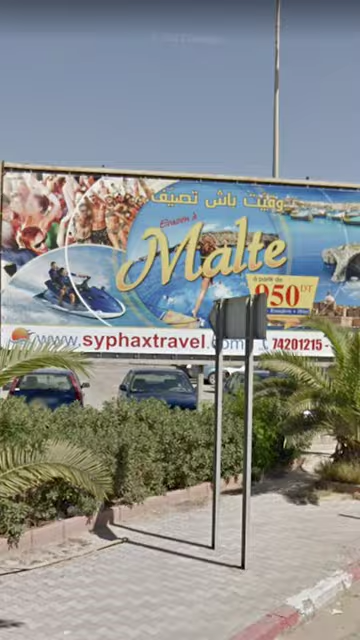 وقيت باش تصيف
Evasion à
Malte
à partir de
950 DT
www.syphaxtravel.com
74201215 -